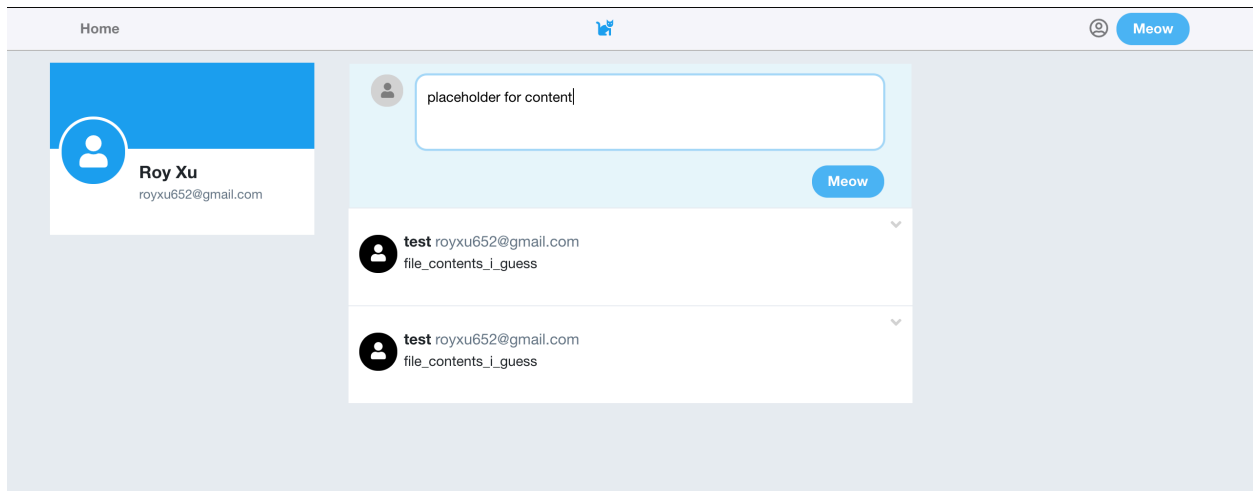 Home
Meow
placeholder for content
Meow
Roy Xu
royxu652@gmail.com
test royxu652@gmail.com
file_contents_i_guess
test royxu652@gmail.com
file_contents_i_guess